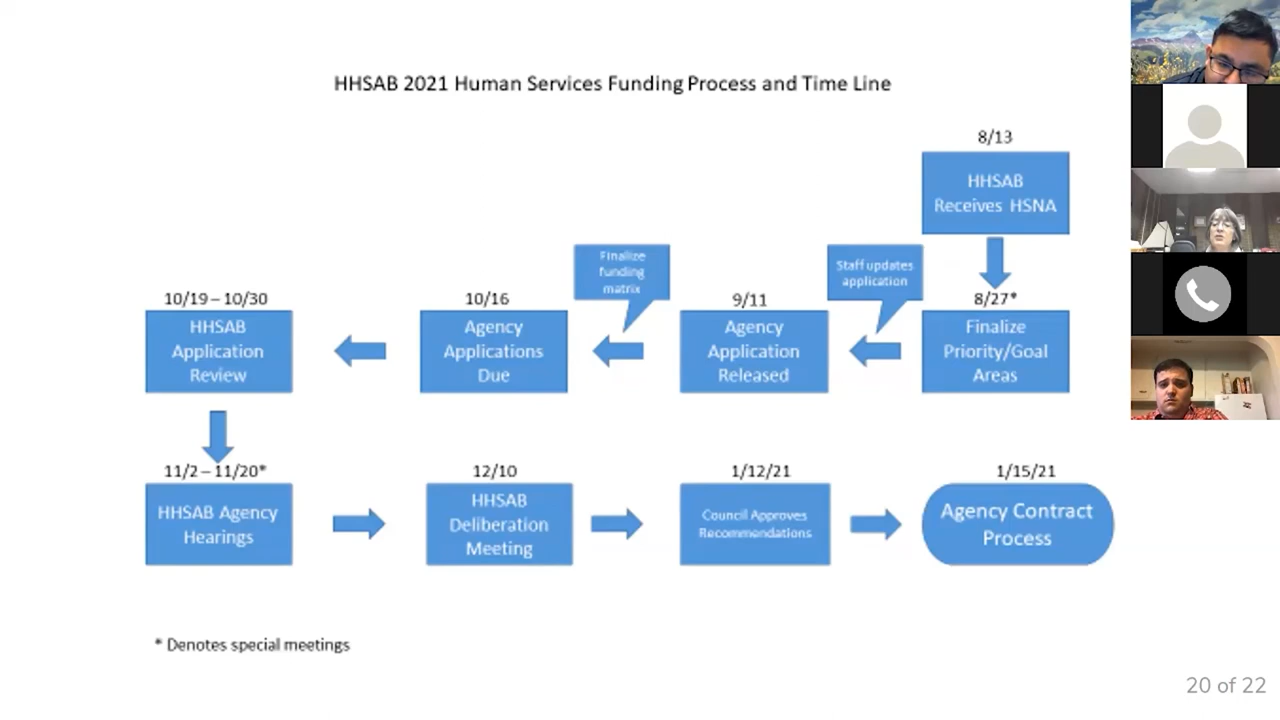 HHSAB 2021 Human Services Funding Process and Time Line
8/13
HHSAB
Receives HSNA
Finalize
funding
matrix
Staff updates
application
10/19 – 10/30
HHSAB
Application
Review
10/16
Agency
Applications
Due
9/11
Agency
Application
Released
8/27*
Finalize
Priority/Goal
Areas
11/2 – 11/20*
HHSAB Agency
Hearings
12/10
HHSAB
Deliberation
Meeting
1/12/21
Council Approves
Recommendations
1/15/21
Agency Contract
Process
* Denotes special meetings
20 of 22